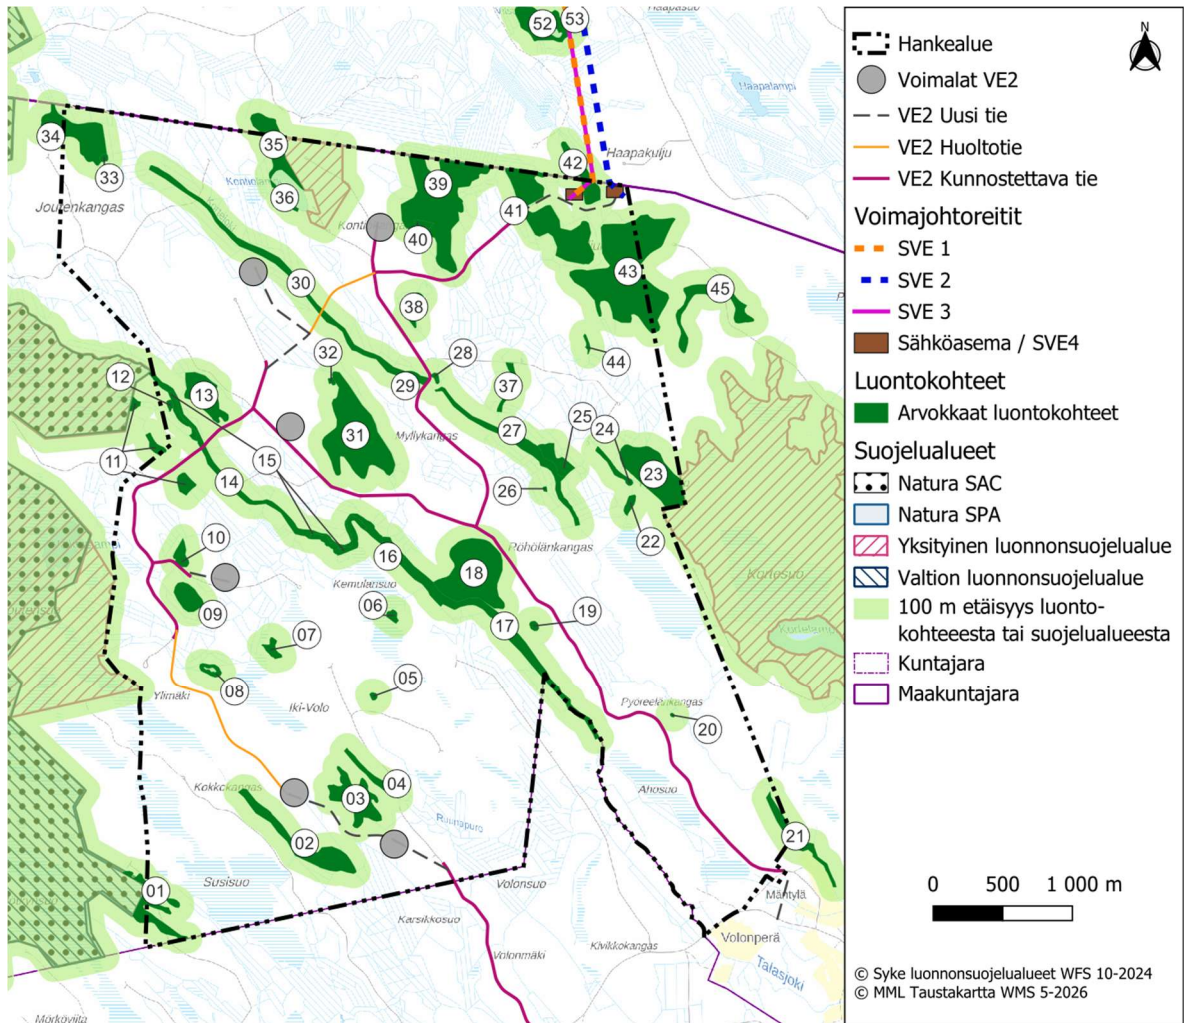 Haapasuo
52
53
Haapalampi
34
35
33
Joutenkangas
36
39
42
Haapakulju
41
40
43
30
45
38
44
32
28
12
13
29
37
31
Myllykangas
27
25
24
23
11
15
14
26
22
10
16
Röhölänkangas
18
Kemulansuo
09
06
19
17
07
08
05
Ylimäki
Iki-Volo
Pyöreelänkangas
20
Kokkokangas
03
04
Ahosuo
Ruunapuro
02
21
01
Susisuo
Volonsuo
Mäntylä
Karsikkosuo
Volonperä
Kivikkokangas
Volonmäki
Talasjoki
Mörköviita
Hankealue
N
Voimalat VE2
VE2 Uusi tie
VE2 Huoltotie
VE2 Kunnostettava tie
Voimajohtoreitit
SVE 1
SVE 2
SVE 3
Sähköasema / SVE4
Luontokohteet
Arvokkaat luontokohteet
Suojelualueet
Natura SAC
Natura SPA
Yksityinen luonnonsuojelualue
Valtion luonnonsuojelualue
100 m etäisyys luonto-
kohteeesta tai suojelualueesta
Kuntajara
Maakuntajara
0 500 1 000 m
© Syke luonnonsuojelualueet WFS 10-2024
© MML Taustakartta WMS 5-2026